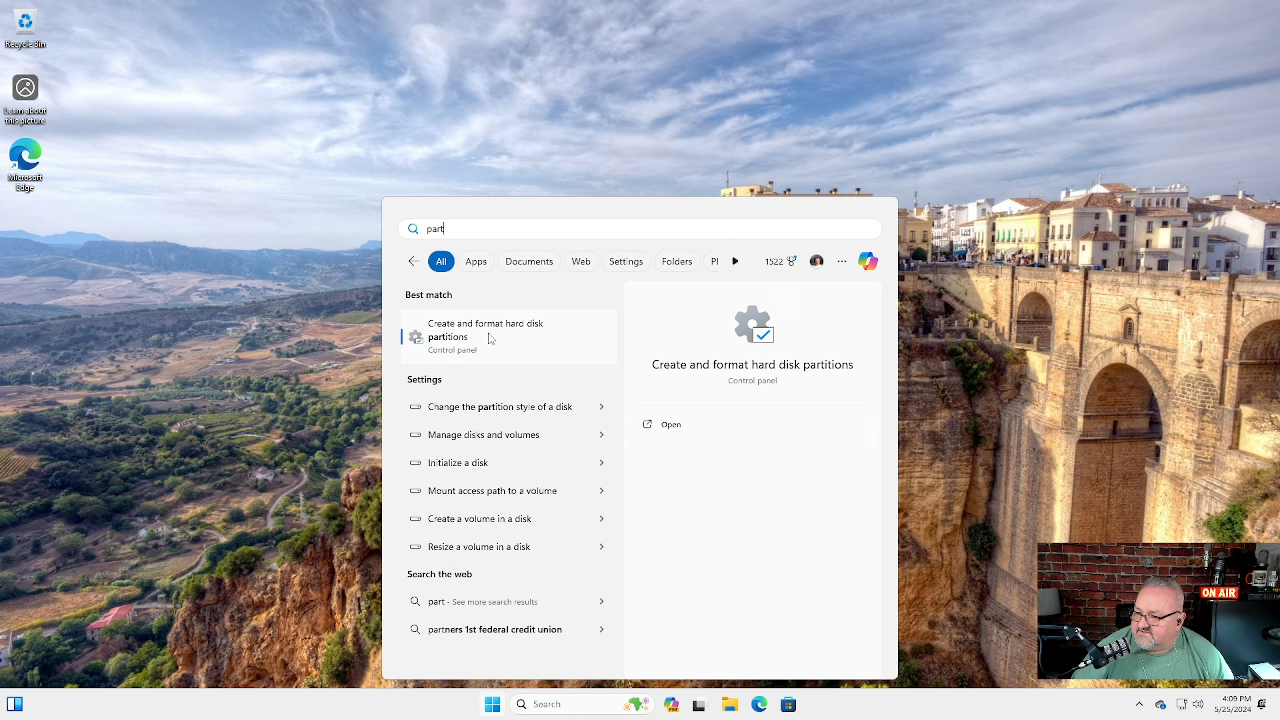 Recycle Bin
Learn about
this picture
Microsoft
Edge
part
All
Apps
Documents
Web
Settings
Folders
Pl
1522
Best match
Create and format hard disk
partitions
Control panel
Settings
Change the partition style of a disk
Manage disks and volumes
Initialize a disk
Mount access path to a volume
Create a volume in a disk
Resize a volume in a disk
Search the web
part - See more search results
partners 1st federal credit union
Create and format hard disk partitions
Control panel
Open
ON AIR
Search
4:09 PM
5/25/2024